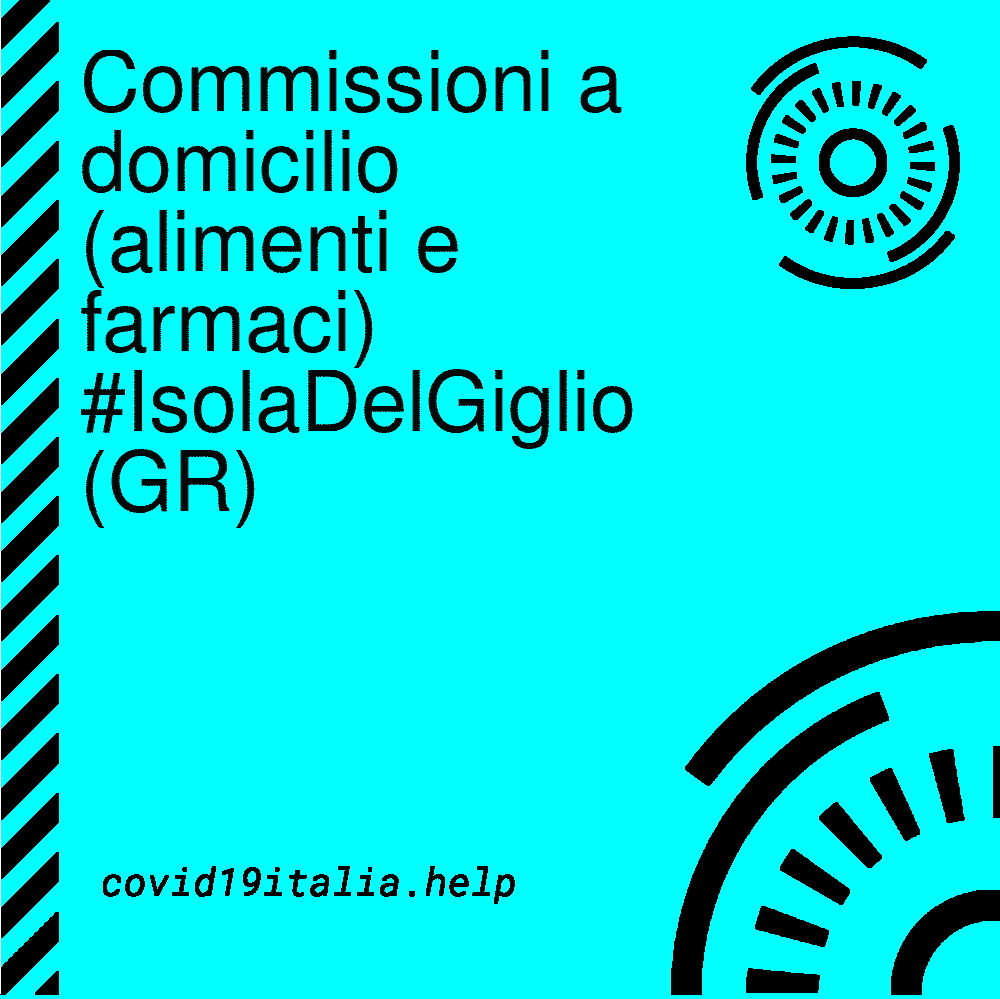 Commissioni a
domicilio
(alimenti e
farmaci)
#IsolaDelGiglio
(GR)
covid19italia.help